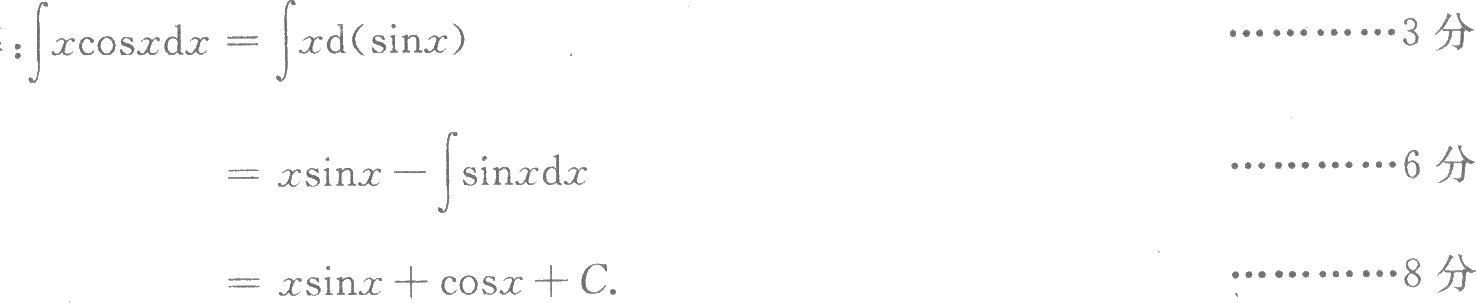 :∫xcosxdx = ∫xd(sinx) …………3 分
= xsinx − ∫sinxdx …………6 分
= xsinx + cosx + C. …………8 分